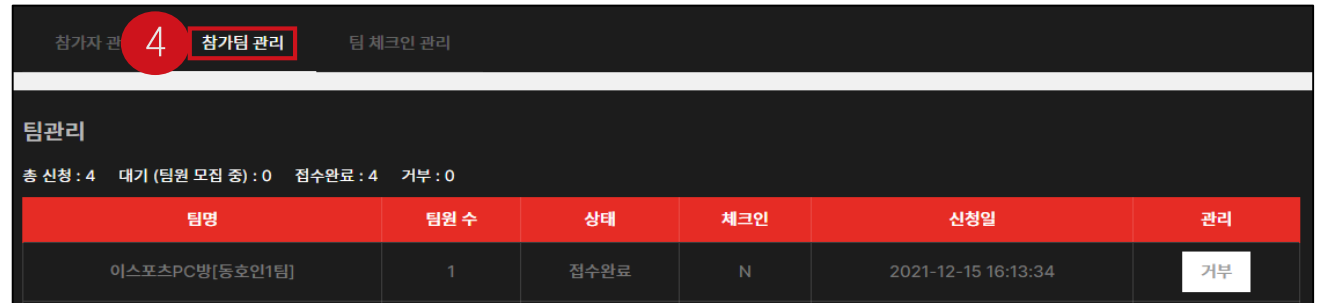 참가자 관 4 참가팀 관리 팀 체크인 관리
팀관리
총 신청 : 4 대기 (팀원 모집 중) : 0 접수완료 : 4 거부 : 0
팀명 팀원 수 상태 체크인 신청일 관리
이스포츠PC방[동호인1팀] 1 접수완료 N 2021-12-15 16:13:34 거부